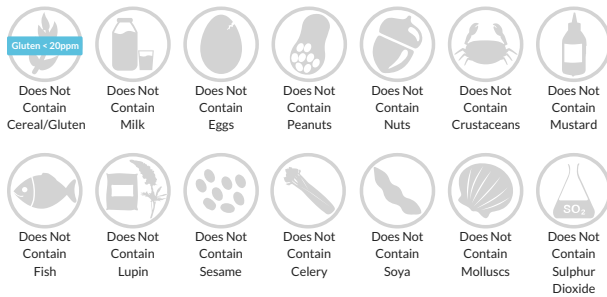 Gluten < 20ppm
Does Not
Contain
Cereal/Gluten
Does Not
Contain
Milk
Does Not
Contain
Eggs
Does Not
Contain
Peanuts
Does Not
Contain
Nuts
Does Not
Contain
Crustaceans
Does Not
Contain
Mustard
Does Not
Contain
Fish
Does Not
Contain
Lupin
Does Not
Contain
Sesame
Does Not
Contain
Celery
Does Not
Contain
Soya
Does Not
Contain
Molluscs
SO₂
Does Not
Contain
Sulphur
Dioxide